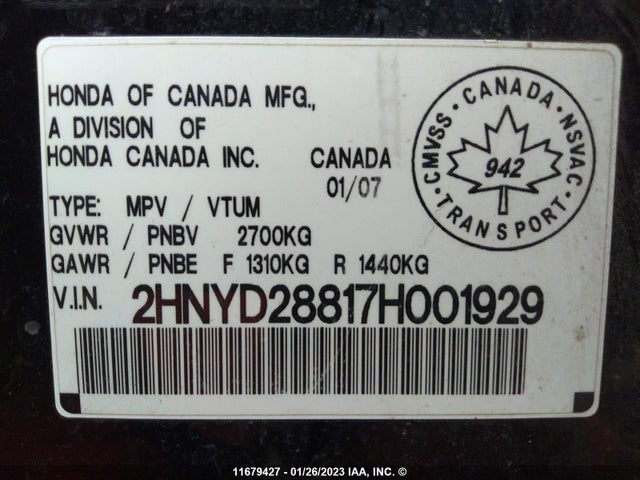 HONDA OF CANADA MFG.,
A DIVISION OF
HONDA CANADA INC. CANADA
01/07
TYPE: MPV / VTUM
GVWR / PNBV 2700KG
GAWR / PNBE F 1310KG R 1440KG
V.I.N. 2HNYD28817H001929
CMVSS · CANADA · NSVAC · TRANSPORT ·
942
11679427 - 01/26/2023 IAA, INC. ©